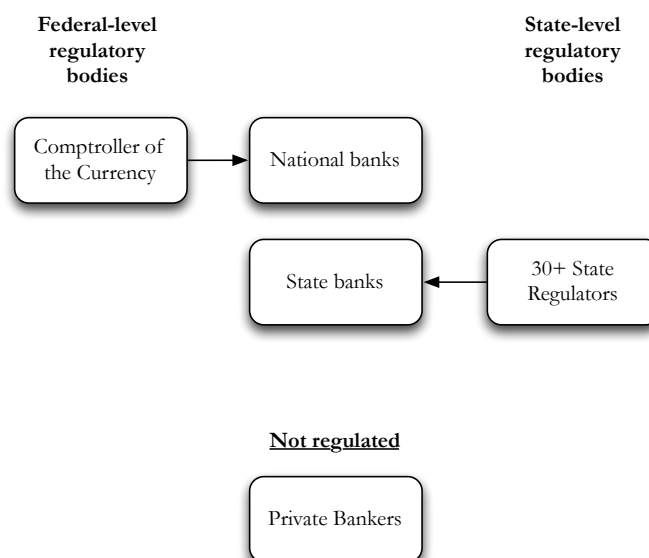 Federal-level
regulatory
bodies
State-level
regulatory
bodies
Comptroller of
the Currency
National banks
State banks
30+ State
Regulators
Not regulated
Private Bankers